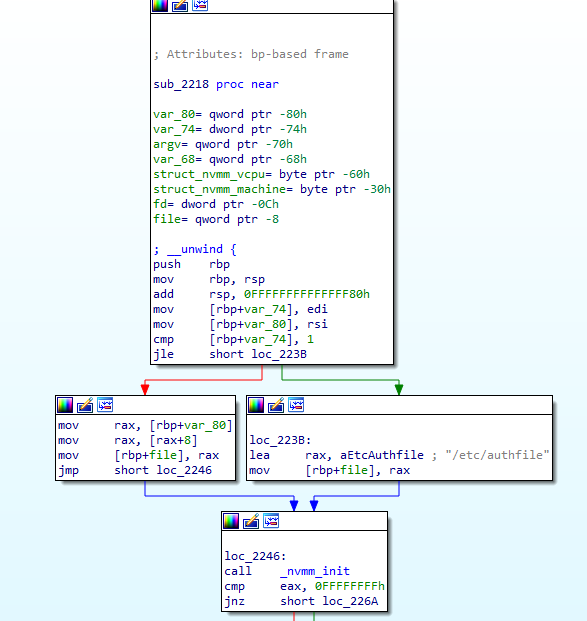 ; Attributes: bp-based frame
sub_2218 proc near
var_80= qword ptr -80h
var_74= dword ptr -74h
argv= qword ptr -70h
var_68= qword ptr -68h
struct_nvmm_vcpu= byte ptr -60h
struct_nvmm_machine= byte ptr -30h
fd= dword ptr -0Ch
file= qword ptr -8
; __unwind {
push rbp
mov rbp, rsp
add rsp, 0FFFFFFFFFFFFFF80h
mov [rbp+var_74], edi
mov [rbp+var_80], rsi
cmp [rbp+var_74], 1
jle short loc_223B
mov rax, [rbp+var_80]
mov rax, [rax+8]
mov [rbp+file], rax
jmp short loc_2246
loc_223B:
lea rax, aEtcAuthfile ; "/etc/authfile"
mov [rbp+file], rax
loc_2246:
call _nvmm_init
cmp eax, 0FFFFFFFFh
jnz short loc_226A